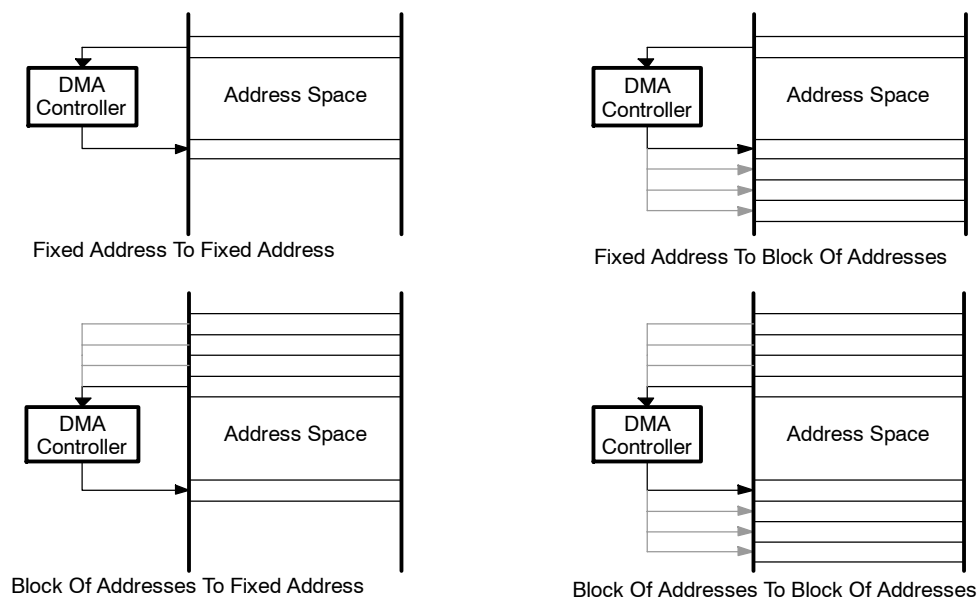 DMA
Controller
Address Space
Fixed Address To Fixed Address
DMA
Controller
Address Space
Fixed Address To Block Of Addresses
DMA
Controller
Address Space
Block Of Addresses To Fixed Address
DMA
Controller
Address Space
Block Of Addresses To Block Of Addresses